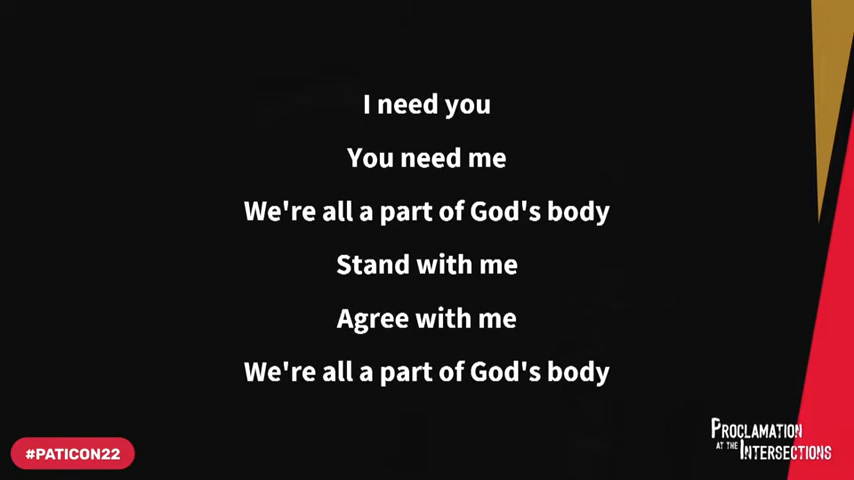 I need you
You need me
We're all a part of God's body
Stand with me
Agree with me
We're all a part of God's body
#PATICON22
PROCLAMATION
AT THE INTERSECTIONS